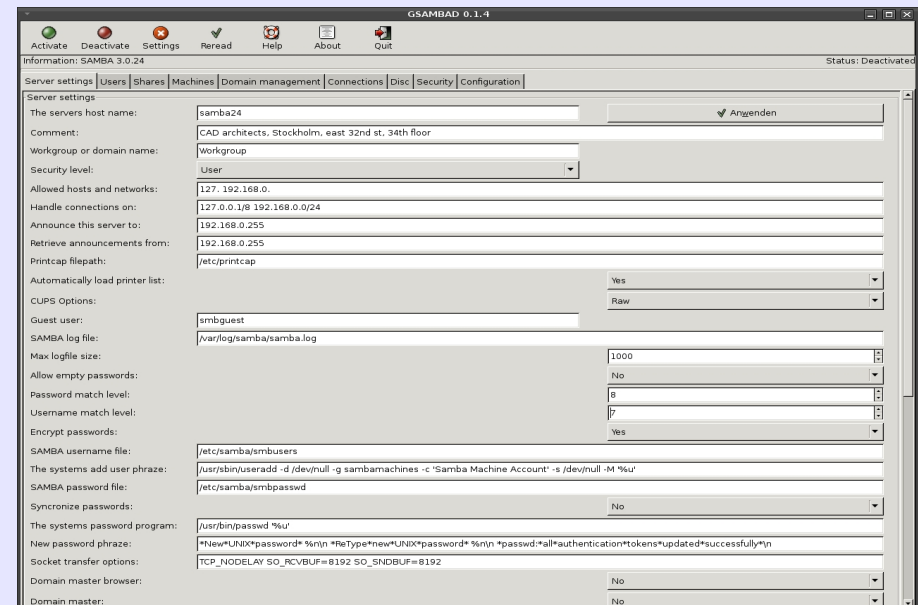 GSAMBAD 0.1.4
Activate Deactivate Settings Reread Help About Quit
Information: SAMBA 3.0.24 Status: Deactivated
Server settings Users Shares Machines Domain management Connections Disc Security Configuration
Server settings
The servers host name: samba24 Anwenden
Comment: CAD architects, Stockholm, east 32nd st, 34th floor
Workgroup or domain name: Workgroup
Security level: User
Allowed hosts and networks: 127. 192.168.0.
Handle connections on: 127.0.0.1/8 192.168.0.0/24
Announce this server to: 192.168.0.255
Retrieve announcements from: 192.168.0.255
Printcap filepath: /etc/printcap
Automatically load printer list: Yes
CUPS Options: Raw
Guest user: smbguest
SAMBA log file: /var/log/samba/samba.log
Max logfile size: 1000
Allow empty passwords: No
Password match level: 8
Username match level: 7
Encrypt passwords: Yes
SAMBA username file: /etc/samba/smbusers
The systems add user phraze: /usr/sbin/useradd -d /dev/null -g sambamachines -c 'Samba Machine Account' -s /dev/null -M '%u'
SAMBA password file: /etc/samba/smbpasswd
Syncronize passwords: No
The systems password program: /usr/bin/passwd '%u'
New password phraze: *New*UNIX*password* %n\n *ReType*new*UNIX*password* %n\n *passwd:*all*authentication*tokens*updated*successfully*\n
Socket transfer options: TCP_NODELAY SO_RCVBUF=8192 SO_SNDBUF=8192
Domain master browser: No
Domain master: No